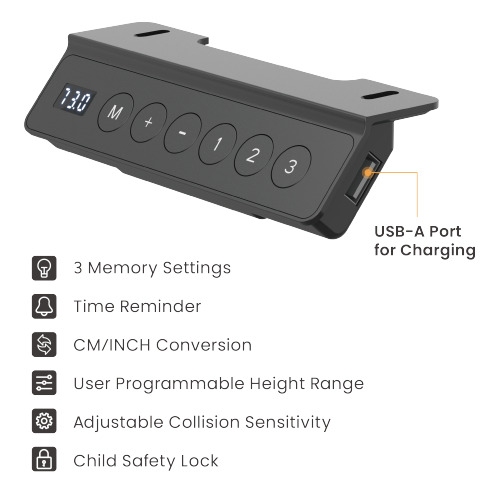 73.0
M + - 1 2 3
USB-A Port
for Charging
3 Memory Settings
Time Reminder
CM/INCH Conversion
User Programmable Height Range
Adjustable Collision Sensitivity
Child Safety Lock